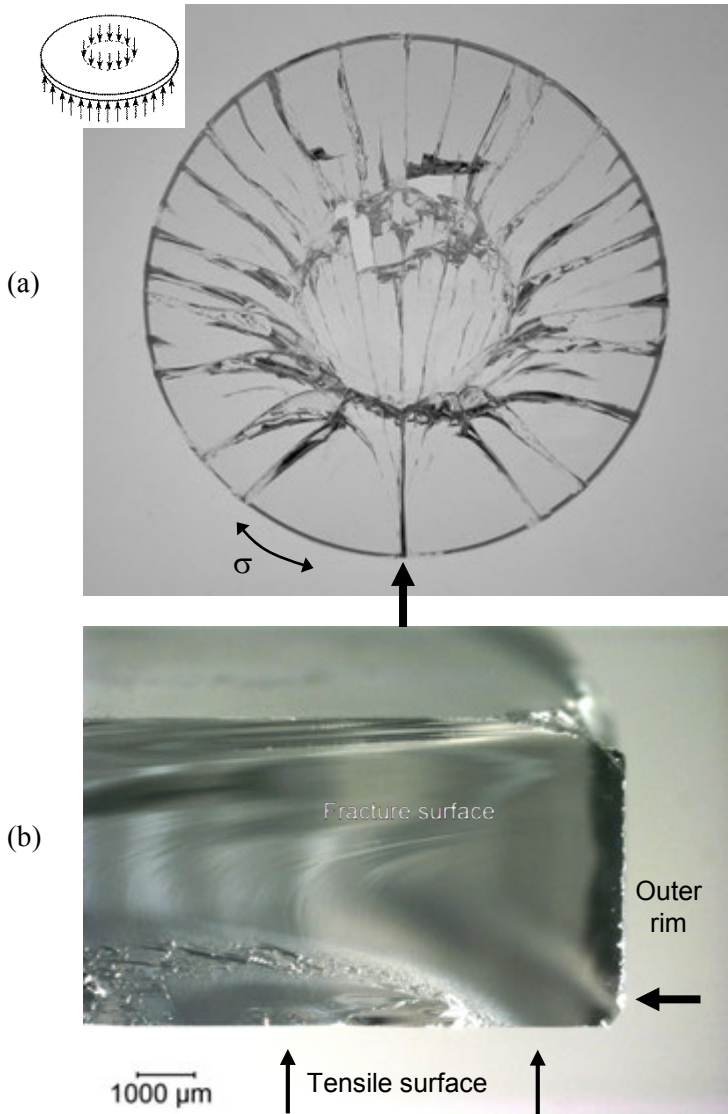 (a)
σ
(b)
Fracture surface
Outer
rim
1000 µm
Tensile surface